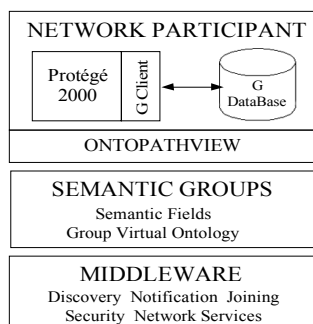 NETWORK PARTICIPANT
Protégé
2000
G Client
G
DataBase
ONTOPATHVIEW
SEMANTIC GROUPS
Semantic Fields
Group Virtual Ontology
MIDDLEWARE
Discovery Notification Joining
Security Network Services